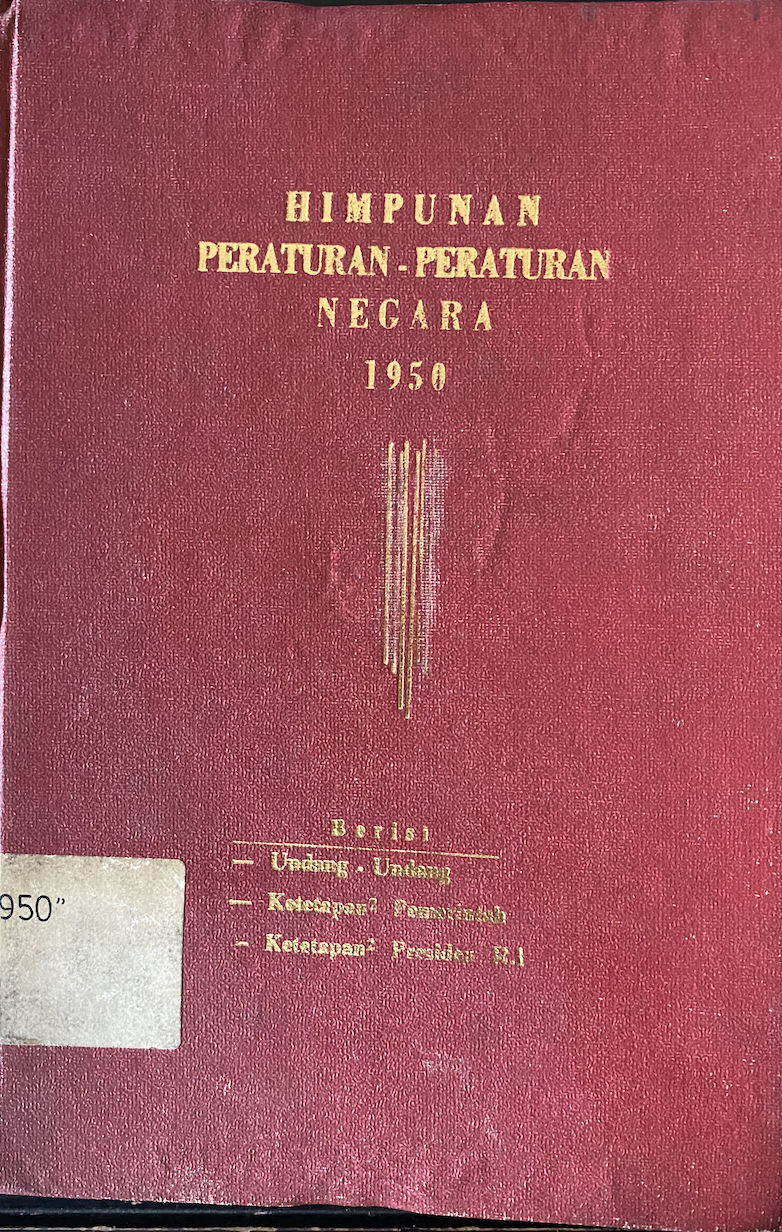 HIMPUNAN
PERATURAN - PERATURAN
NEGARA
1950
Berisi
— Undang - Undang
— Ketetapan² Pemerintah
— Ketetapan² Presiden R.I
950”